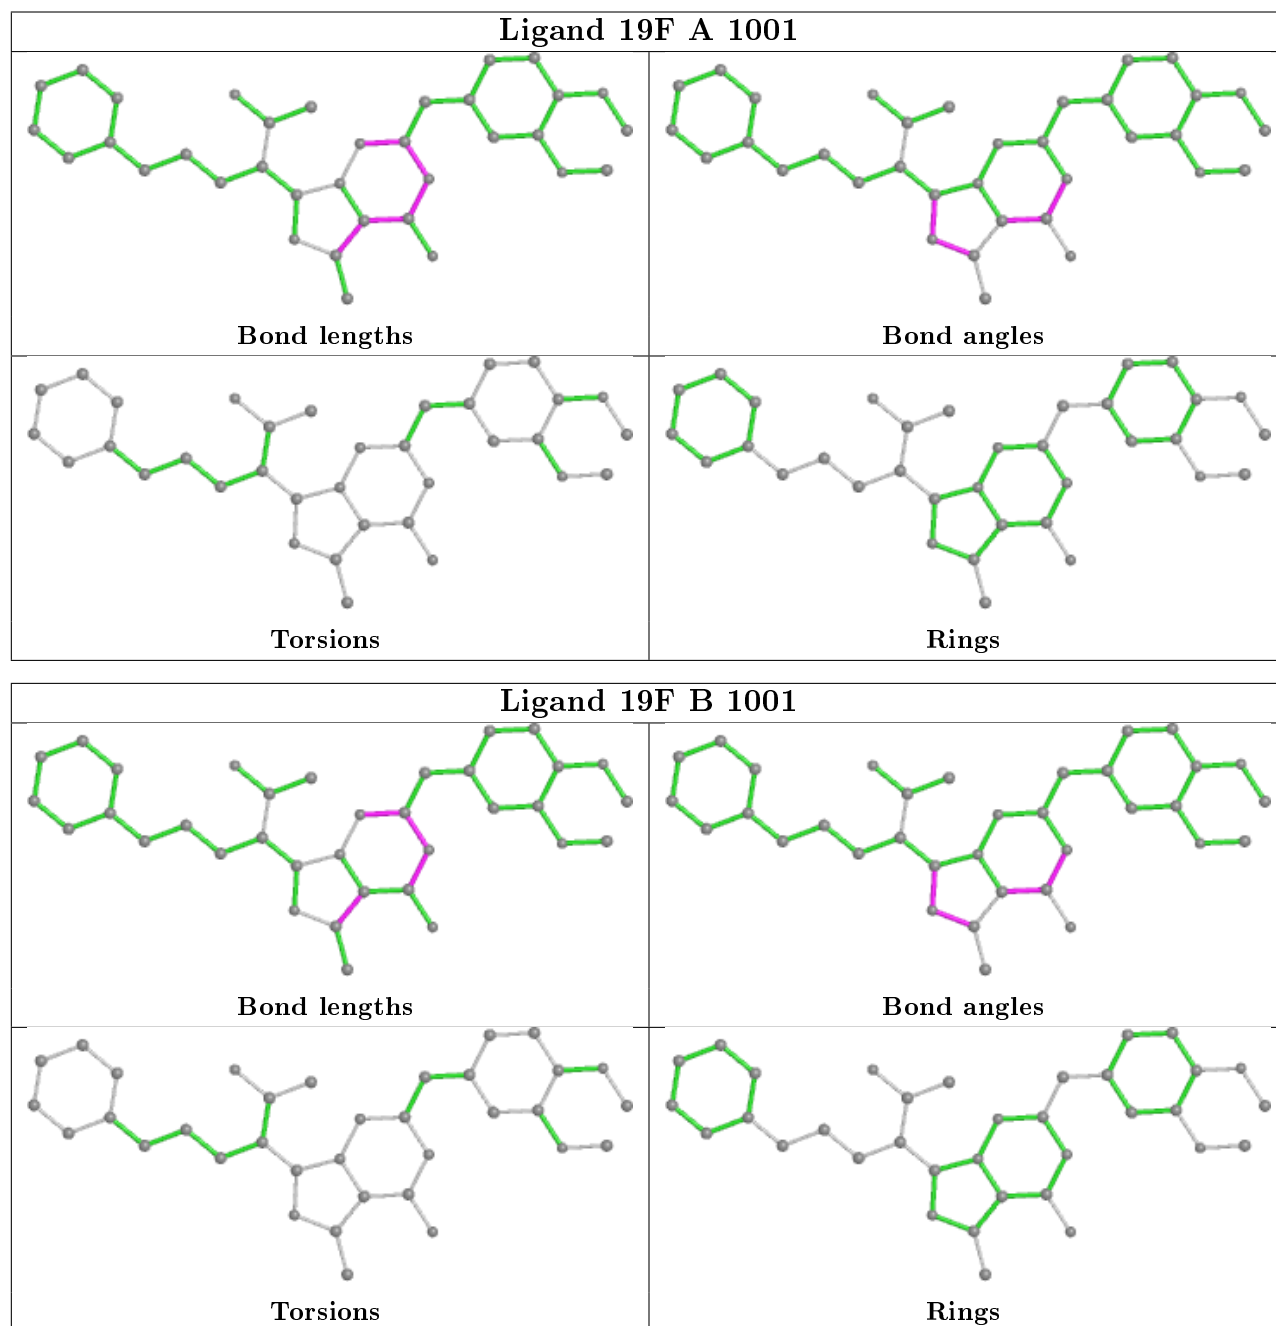 Ligand 19F A 1001
Bond lengths
Bond angles
Torsions
Rings
Ligand 19F B 1001
Bond lengths
Bond angles
Torsions
Rings